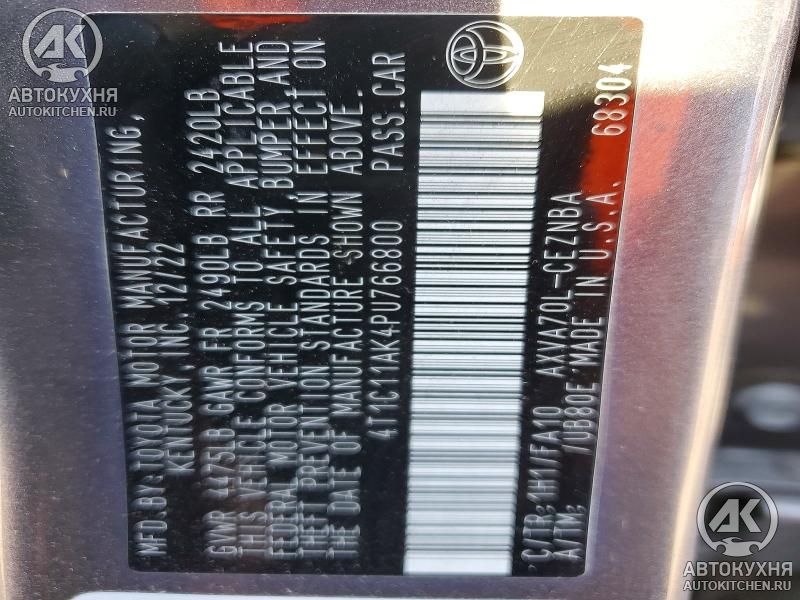 MFD.BY: TOYOTA MOTOR MANUFACTURING,
KENTUCKY, INC. 12/22
GVWR 4475LB GAWR FR 2490LB RR 2420LB
THIS VEHICLE CONFORMS TO ALL APPLICABLE
FEDERAL MOTOR VEHICLE SAFETY, BUMPER, AND
THEFT PREVENTION STANDARDS IN EFFECT ON
THE DATE OF MANUFACTURE SHOWN ABOVE.
4T1C11AK4PU766800 PASS.CAR
C/TR: 1H1/FA10 AXVA70L-CEZNBA
A/TM: /UB80E MADE IN U.S.A. 68304
AK
АВТОКУХНЯ
AUTOKITCHEN.RU
AK
АВТОКУХНЯ
AUTOKITCHEN.RU